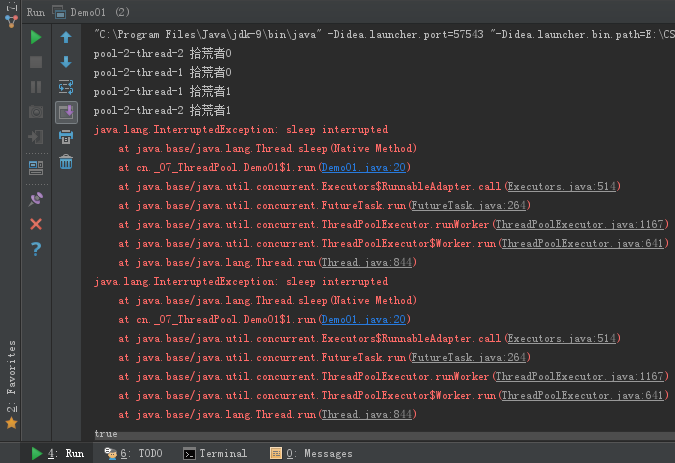 Run Demo01 (2)
"C:\Program Files\Java\jdk-9\bin\java" -Didea.launcher.port=57543 "-Didea.launcher.bin.path=E:\CS
pool-2-thread-2 拾荒者0
pool-2-thread-1 拾荒者0
pool-2-thread-1 拾荒者1
pool-2-thread-2 拾荒者1
java.lang.InterruptedException: sleep interrupted
at java.base/java.lang.Thread.sleep(Native Method)
at cn._07_ThreadPool.Demo01$1.run(Demo01.java:20)
at java.base/java.util.concurrent.Executors$RunnableAdapter.call(Executors.java:514)
at java.base/java.util.concurrent.FutureTask.run(FutureTask.java:264)
at java.base/java.util.concurrent.ThreadPoolExecutor.runWorker(ThreadPoolExecutor.java:1167)
at java.base/java.util.concurrent.ThreadPoolExecutor$Worker.run(ThreadPoolExecutor.java:641)
at java.base/java.lang.Thread.run(Thread.java:844)
java.lang.InterruptedException: sleep interrupted
at java.base/java.lang.Thread.sleep(Native Method)
at cn._07_ThreadPool.Demo01$1.run(Demo01.java:20)
at java.base/java.util.concurrent.Executors$RunnableAdapter.call(Executors.java:514)
at java.base/java.util.concurrent.FutureTask.run(FutureTask.java:264)
at java.base/java.util.concurrent.ThreadPoolExecutor.runWorker(ThreadPoolExecutor.java:1167)
at java.base/java.util.concurrent.ThreadPoolExecutor$Worker.run(ThreadPoolExecutor.java:641)
at java.base/java.lang.Thread.run(Thread.java:844)
true
2: Favorites
4: Run 6: TODO Terminal 0: Messages